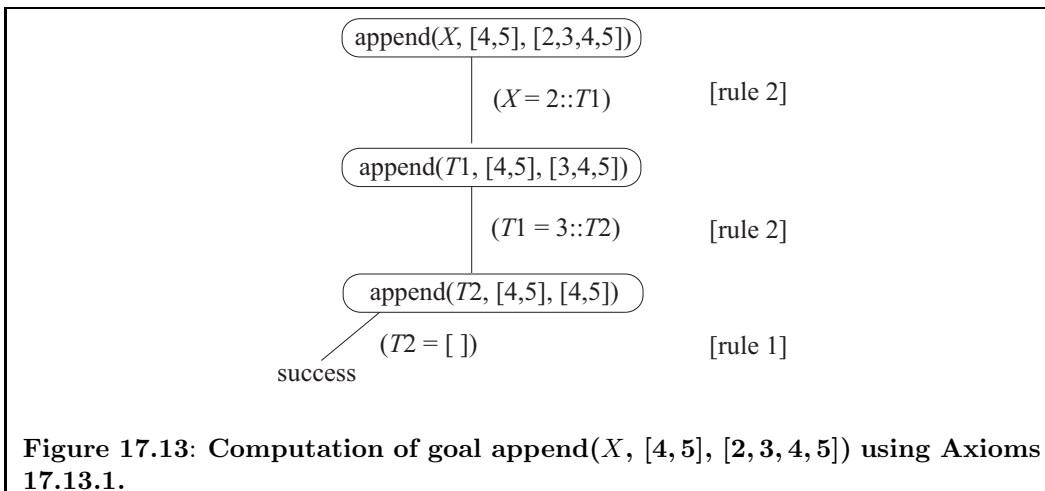 append(X, [4,5], [2,3,4,5])
(X = 2::T1) [rule 2]
append(T1, [4,5], [3,4,5])
(T1 = 3::T2) [rule 2]
append(T2, [4,5], [4,5])
(T2 = [ ]) [rule 1]
success
Figure 17.13: Computation of goal append(X, [4, 5], [2, 3, 4, 5]) using Axioms
17.13.1.